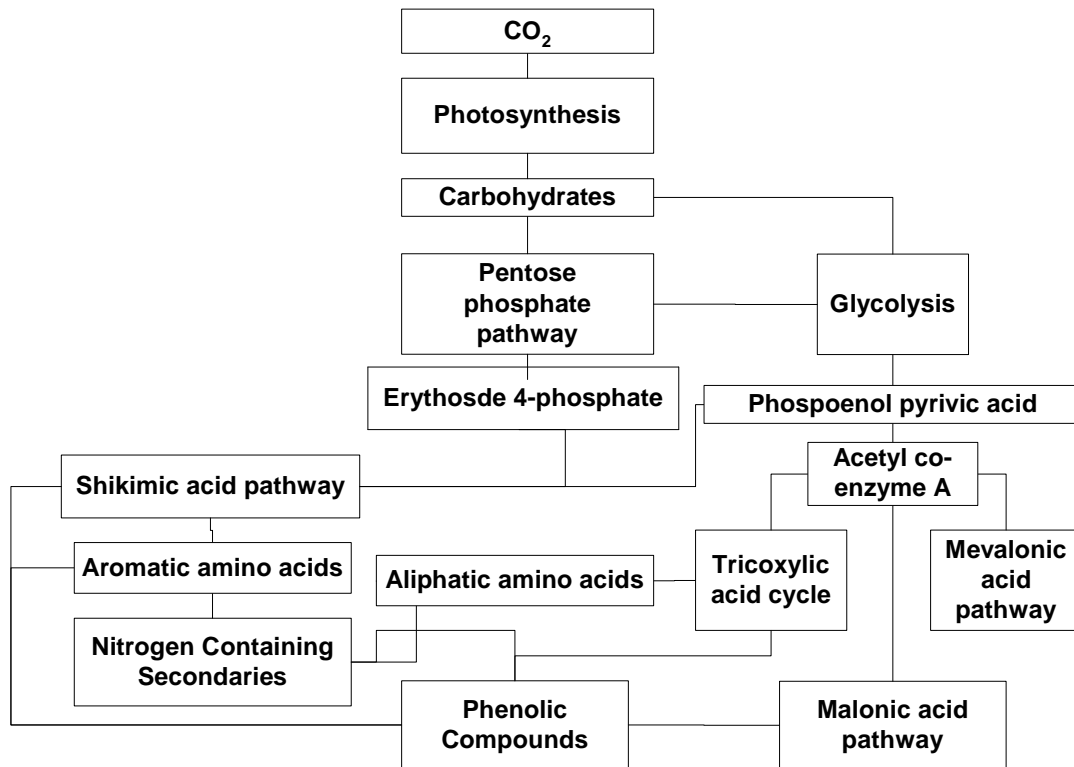 CO2
Photosynthesis
Carbohydrates
Pentose
phosphate
pathway
Glycolysis
Erythosde 4-phosphate
Phospoenol pyrivic acid
Acetyl co-
enzyme A
Shikimic acid pathway
Aromatic amino acids
Aliphatic amino acids
Tricoxylic
acid cycle
Mevalonic
acid
pathway
Nitrogen Containing
Secondaries
Phenolic
Compounds
Malonic acid
pathway